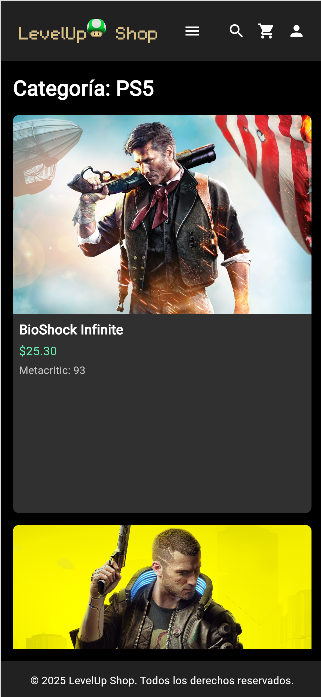 LevelUp Shop
Categoría: PS5
BioShock Infinite
$25.30
Metacritic: 93
© 2025 LevelUp Shop. Todos los derechos reservados.